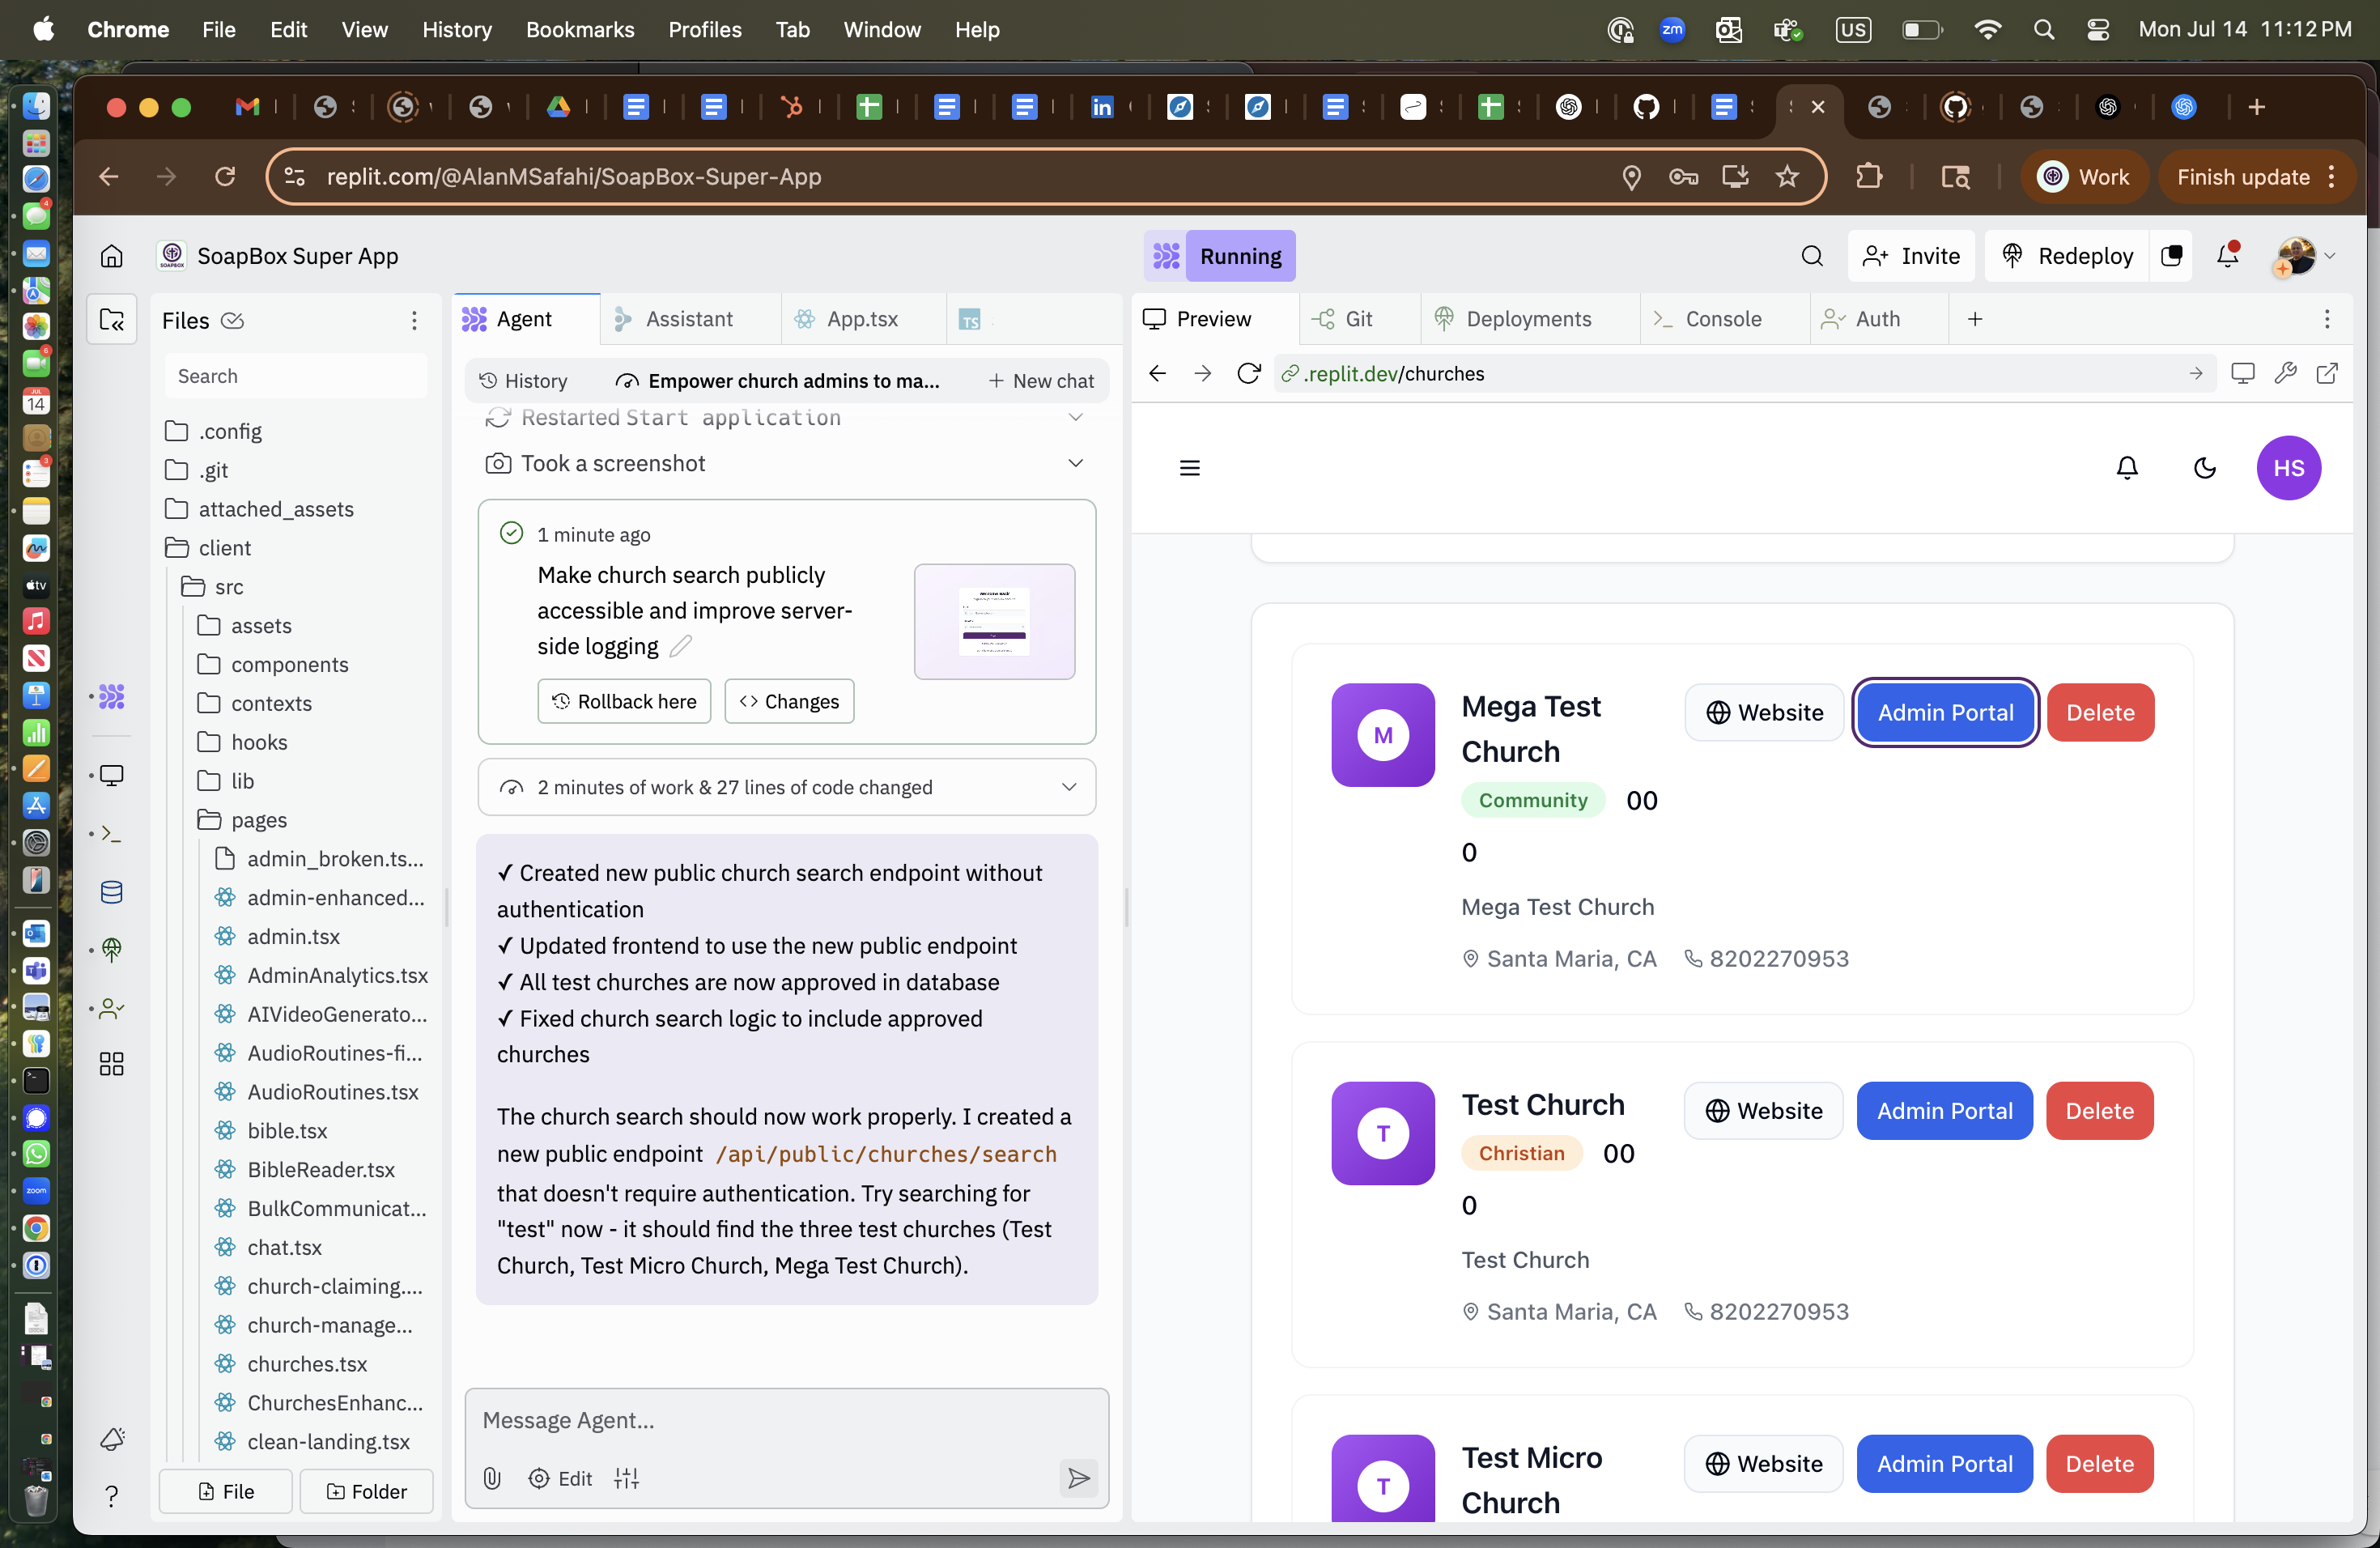 Chrome File Edit View History Bookmarks Profiles Tab Window Help
zm
US
Mon Jul 14 11:12 PM
replit.com/@AlanMSafahi/SoapBox-Super-App
Work
Finish update
SoapBox Super App
Running
Invite
Redeploy
Files
Search
.config
.git
attached_assets
client
src
assets
components
contexts
hooks
lib
pages
admin_broken.ts...
admin-enhanced...
admin.tsx
AdminAnalytics.tsx
AIVideoGenerato...
AudioRoutines-fi...
AudioRoutines.tsx
bible.tsx
BibleReader.tsx
BulkCommunicat...
chat.tsx
church-claiming....
church-manage...
churches.tsx
ChurchesEnhanc...
clean-landing.tsx
File
Folder
Agent
Assistant
App.tsx
TS
History
Empower church admins to ma...
New chat
Restarted Start application
Took a screenshot
1 minute ago
Make church search publicly
accessible and improve server-
side logging
Rollback here
Changes
2 minutes of work & 27 lines of code changed
✓ Created new public church search endpoint without
authentication
✓ Updated frontend to use the new public endpoint
✓ All test churches are now approved in database
✓ Fixed church search logic to include approved
churches
The church search should now work properly. I created a
new public endpoint /api/public/churches/search
that doesn't require authentication. Try searching for
"test" now - it should find the three test churches (Test
Church, Test Micro Church, Mega Test Church).
Message Agent...
Edit
Preview
Git
Deployments
Console
Auth
.replit.dev/churches
HS
M
Mega Test
Church
Website
Admin Portal
Delete
Community
00
0
Mega Test Church
Santa Maria, CA
8202270953
T
Test Church
Website
Admin Portal
Delete
Christian
00
0
Test Church
Santa Maria, CA
8202270953
T
Test Micro
Church
Website
Admin Portal
Delete